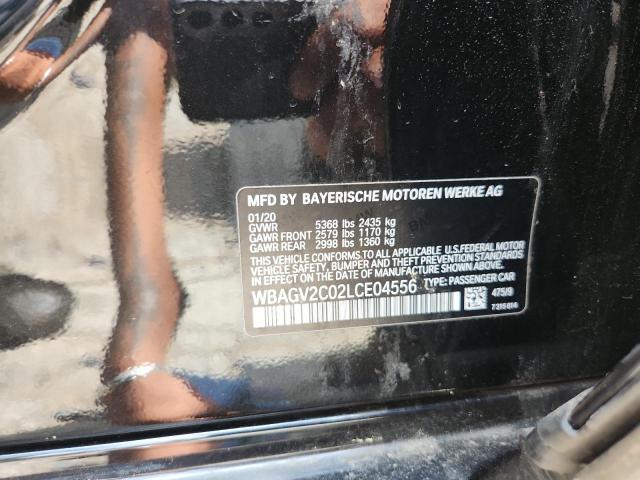 MFD BY BAYERISCHE MOTOREN WERKE AG
01/20
GVWR 5368 lbs 2435 kg
GAWR FRONT 2579 lbs 1170 kg
GAWR REAR 2998 lbs 1360 kg
THIS VEHICLE CONFORMS TO ALL APPLICABLE U.S. FEDERAL MOTOR
VEHICLE SAFETY, BUMPER, AND THEFT PREVENTION STANDARDS
IN EFFECT ON THE DATE OF MANUFACTURE SHOWN ABOVE.
WBAGV2C02LCE04556 TYPE: PASSENGER CAR
475/9
7316814